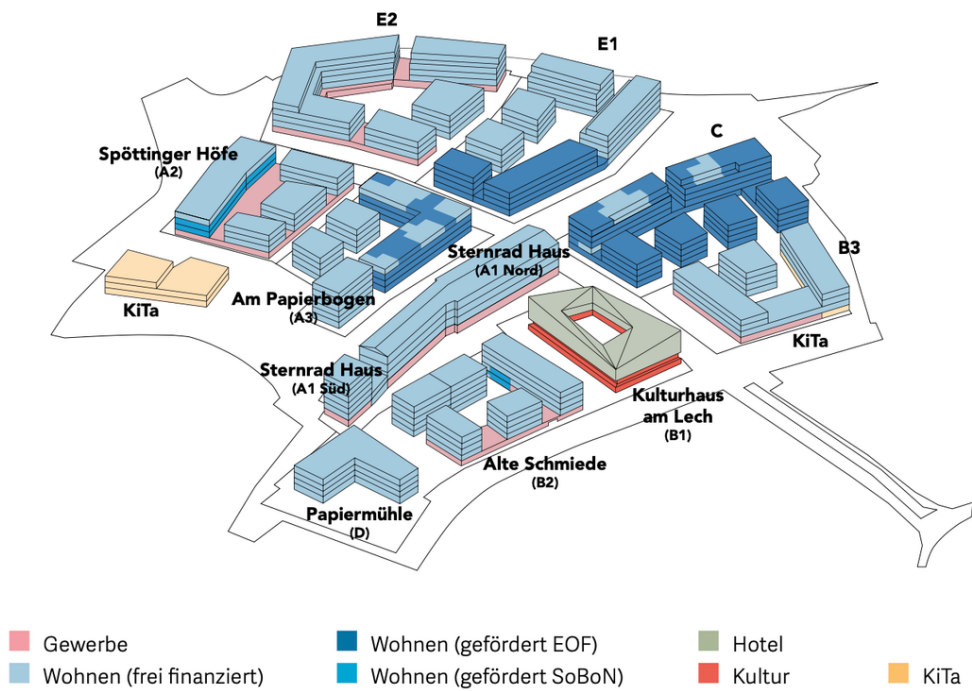 E2
E1
C
Spöttinger Höfe
(A2)
Sternrad Haus
(A1 Nord)
B3
KiTa
Am Papierbogen
(A3)
KiTa
Sternrad Haus
(A1 Süd)
Kulturhaus
am Lech
(B1)
Alte Schmiede
(B2)
Papiermühle
(D)
Gewerbe
Wohnen (gefördert EOF)
Hotel
Wohnen (frei finanziert)
Wohnen (gefördert SoBoN)
Kultur
KiTa